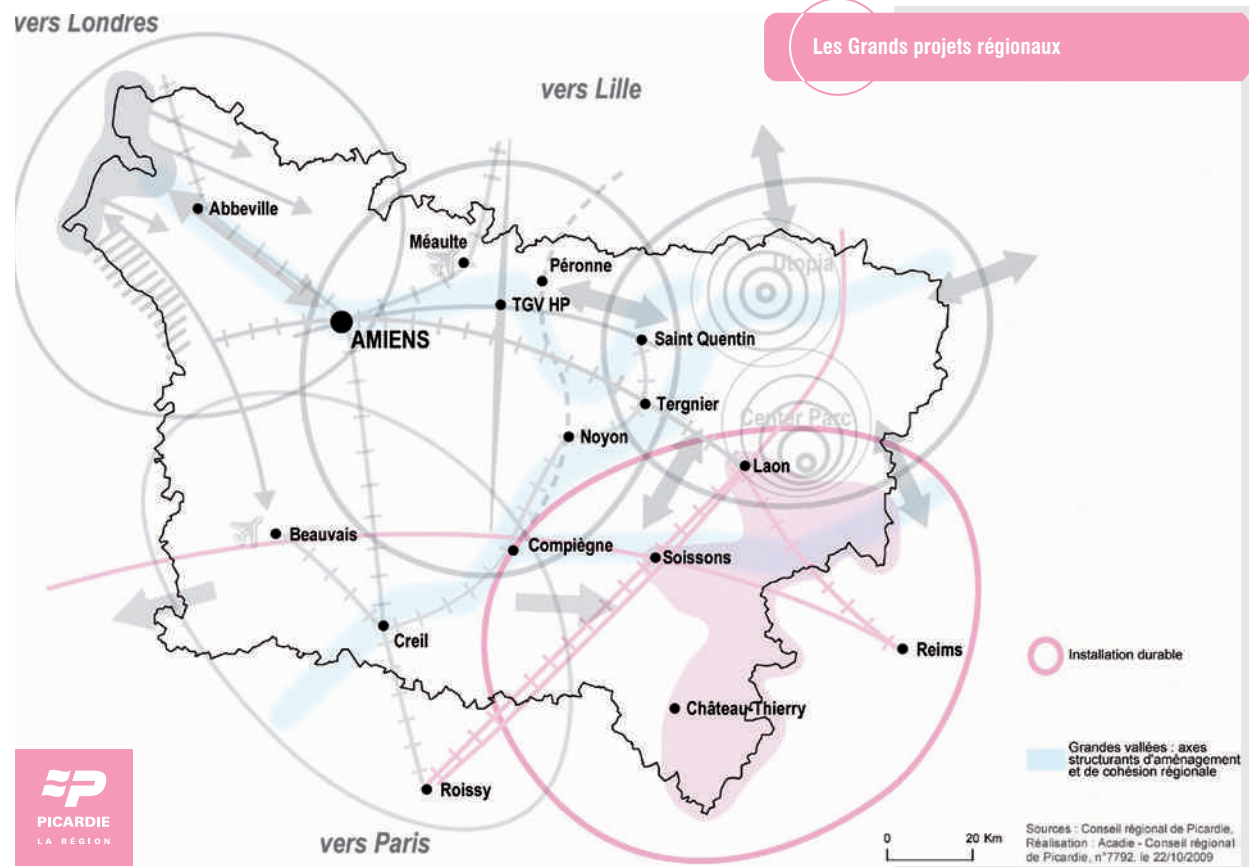 vers Londres
Les Grands projets régionaux
vers Lille
Abbeville
Méaulte
Péronne
Utopia
TGV HP
AMIENS
Saint Quentin
Tergnier
Center Parc
Noyon
Laon
Beauvais
Compiègne
Soissons
Creil
Reims
Installation durable
Château-Thierry
Grandes vallées : axes
structurants d'aménagement
et de cohésion régionale
Roissy
PICARDIE
LA RÉGION
vers Paris
0 20 Km
Sources : Conseil régional de Picardie,
Réalisation : Acadie - Conseil régional
de Picardie, n°7792, le 22/10/2009